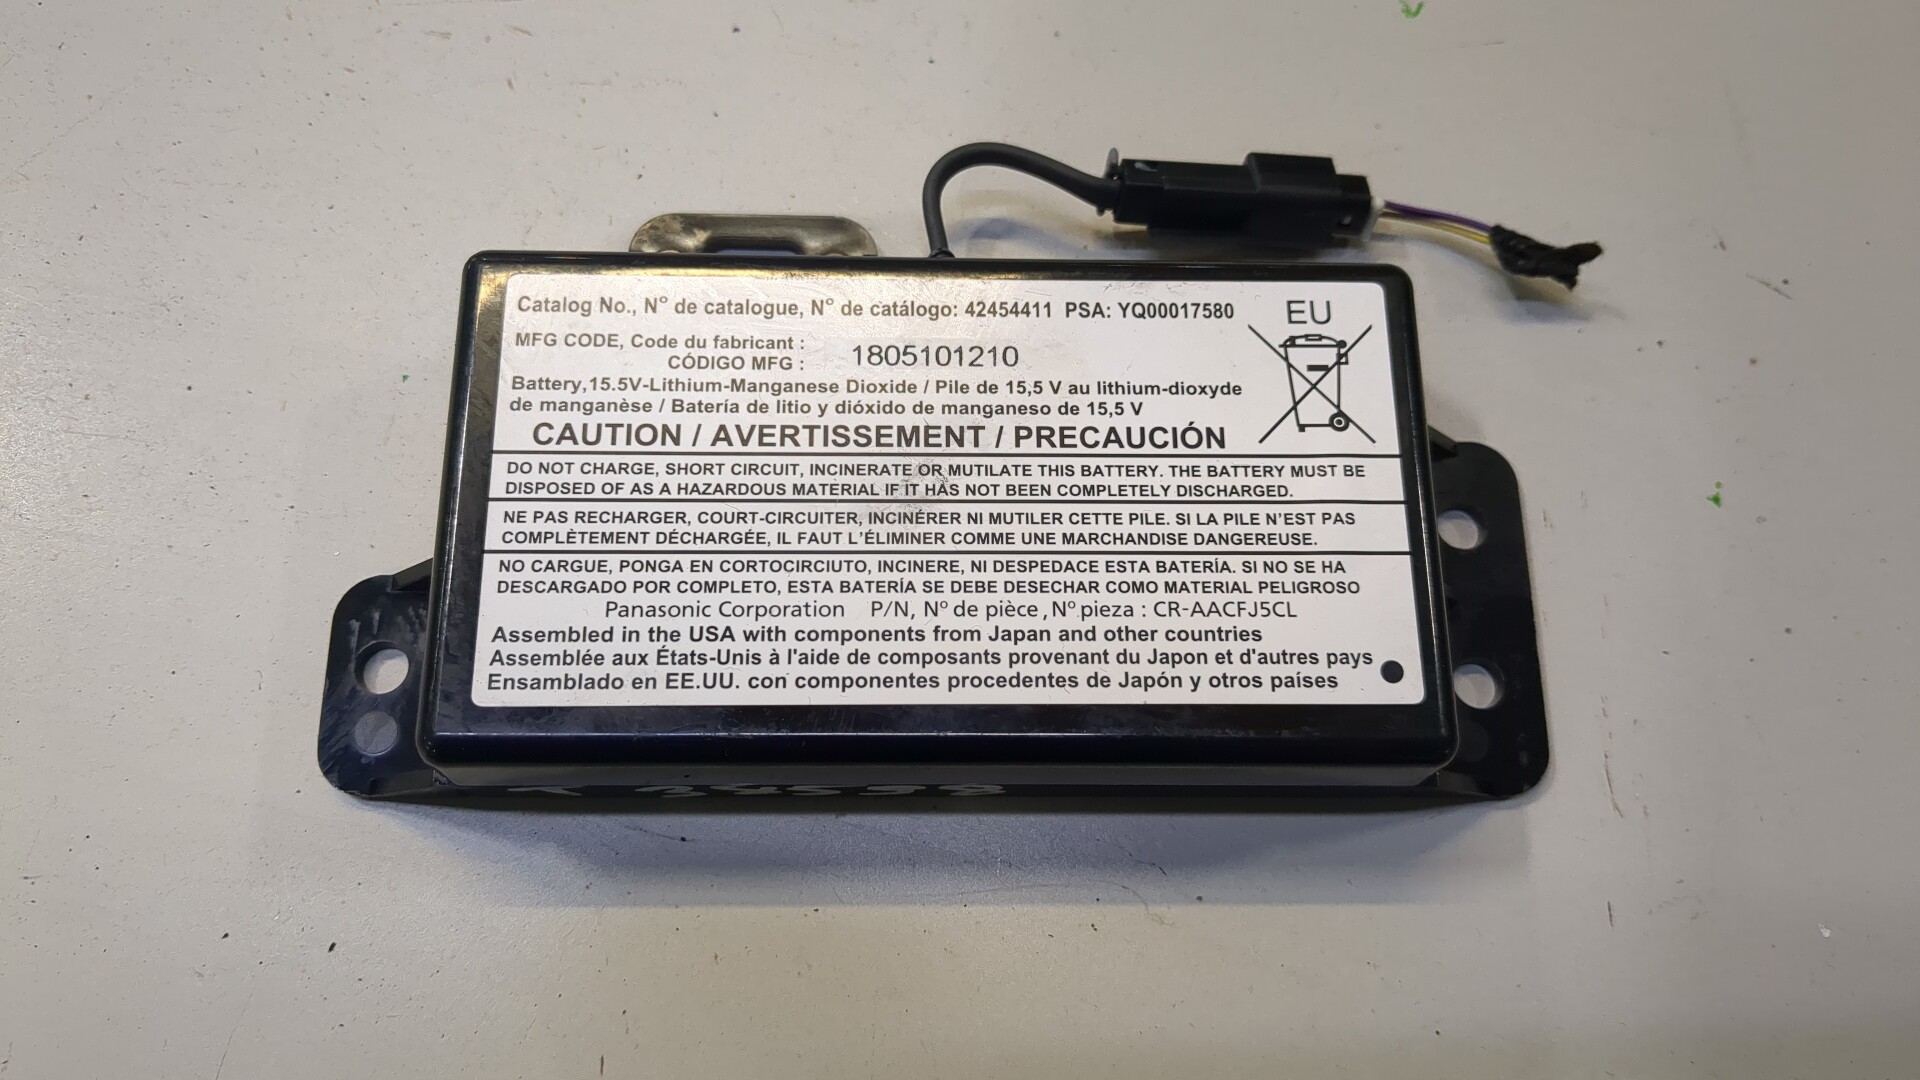 Catalog No., N° de catalogue, N° de catálogo: 42454411 PSA: YQ00017580
EU
MFG CODE, Code du fabricant :
CÓDIGO MFG : 1805101210
Battery,15.5V-Lithium-Manganese Dioxide / Pile de 15,5 V au lithium-dioxyde
de manganèse / Batería de litio y dióxido de manganeso de 15,5 V
CAUTION / AVERTISSEMENT / PRECAUCIÓN
DO NOT CHARGE, SHORT CIRCUIT, INCINERATE OR MUTILATE THIS BATTERY. THE BATTERY MUST BE
DISPOSED OF AS A HAZARDOUS MATERIAL IF IT HAS NOT BEEN COMPLETELY DISCHARGED.
NE PAS RECHARGER, COURT-CIRCUITER, INCINÉRER NI MUTILER CETTE PILE. SI LA PILE N'EST PAS
COMPLÈTEMENT DÉCHARGÉE, IL FAUT L'ÉLIMINER COMME UNE MARCHANDISE DANGEREUSE.
NO CARGUE, PONGA EN CORTOCIRCIUTO, INCINERE, NI DESPEDACE ESTA BATERÍA. SI NO SE HA
DESCARGADO POR COMPLETO, ESTA BATERÍA SE DEBE DESECHAR COMO MATERIAL PELIGROSO
Panasonic Corporation P/N, N° de pièce, N° pieza : CR-AACFJ5CL
Assembled in the USA with components from Japan and other countries
Assemblée aux États-Unis à l'aide de composants provenant du Japon et d'autres pays
Ensamblado en EE.UU. con componentes procedentes de Japón y otros países